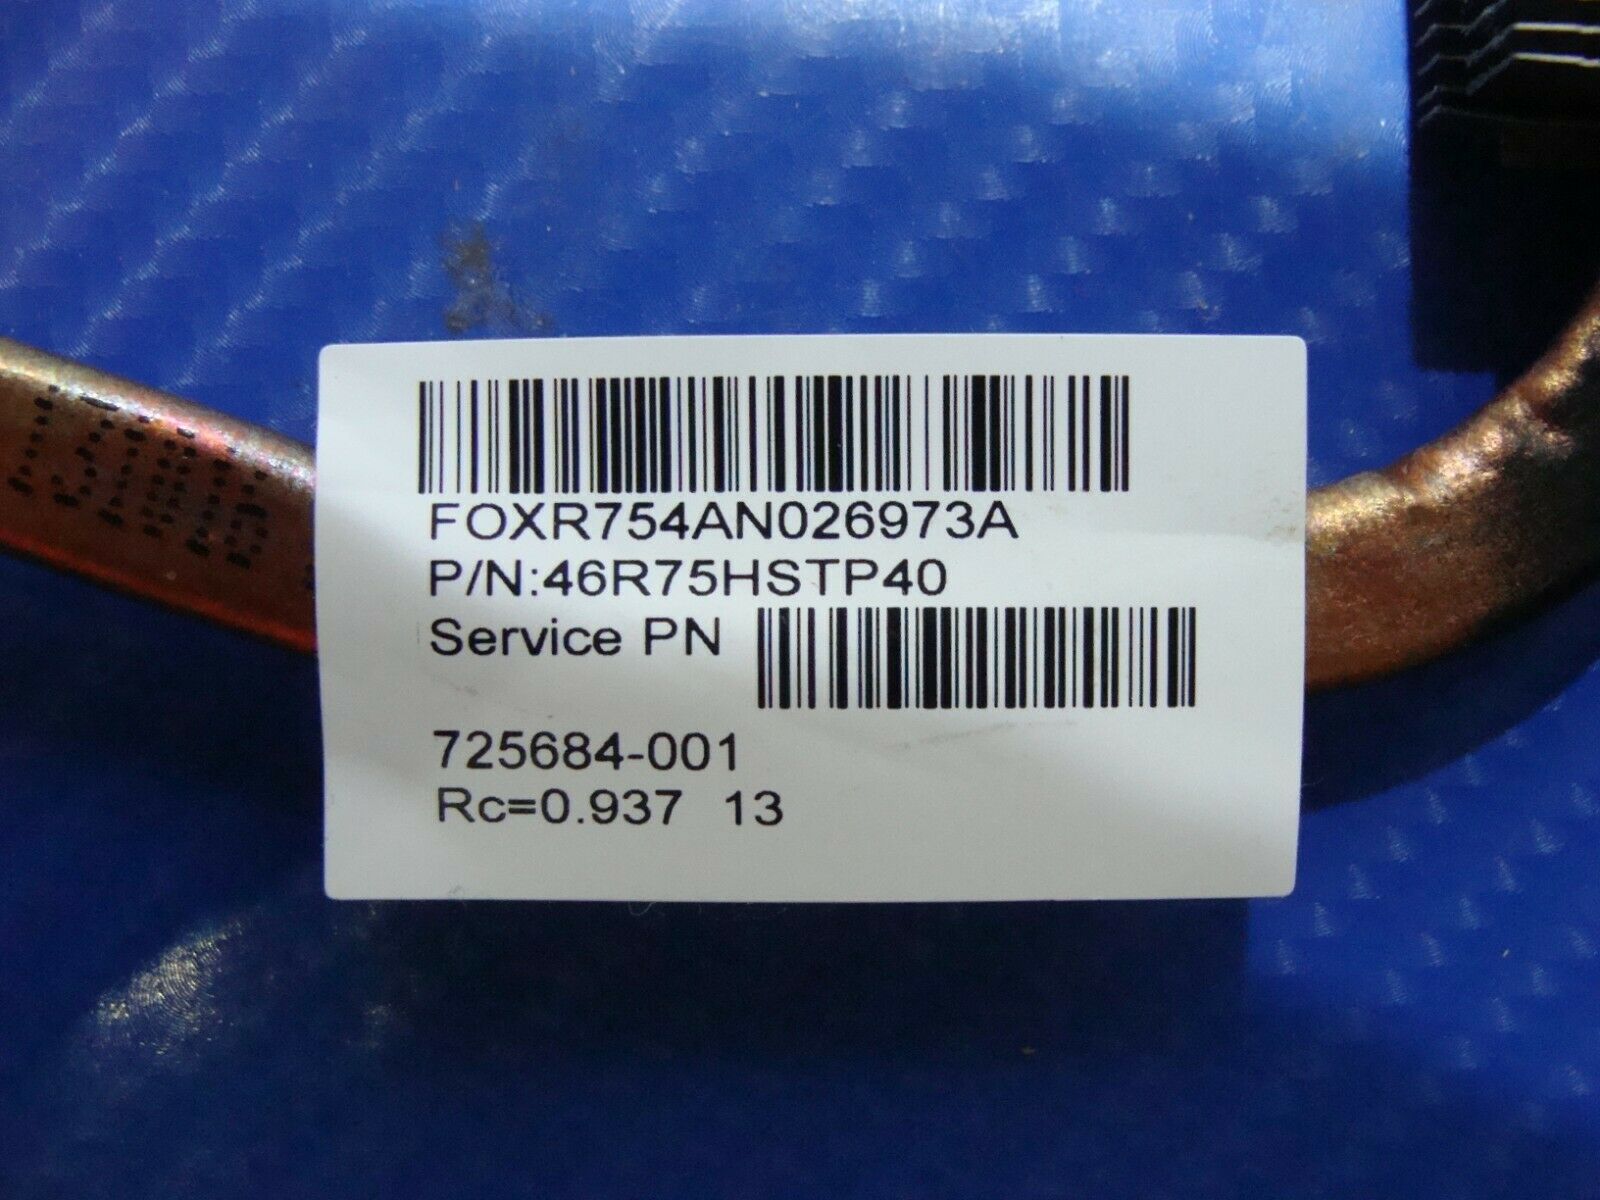 FOXR754AN026973A
P/N:46R75HSTP40
Service PN
725684-001
Rc=0.937 13